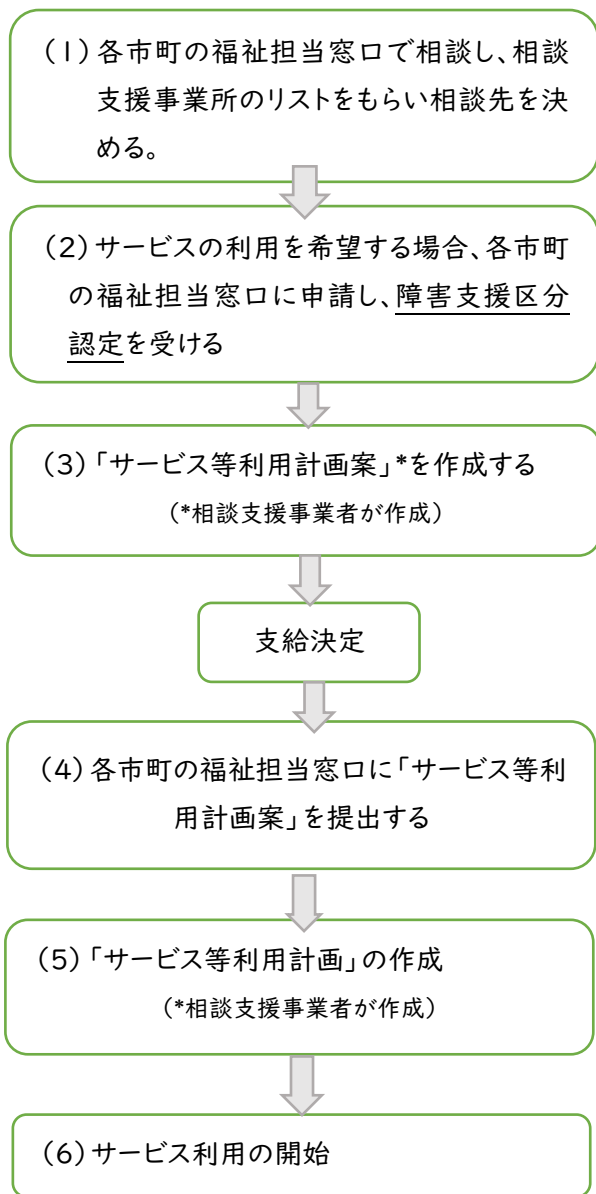 (1)各市町の福祉担当窓口で相談し、相談
支援事業所のリストをもらい相談先を決
める。
(2)サービスの利用を希望する場合、各市町
の福祉担当窓口に申請し、障害支援区分
認定を受ける
(3)「サービス等利用計画案」*を作成する
(*相談支援事業者が作成)
支給決定
(4)各市町の福祉担当窓口に「サービス等利
用計画案」を提出する
(5)「サービス等利用計画」の作成
(*相談支援事業者が作成)
(6)サービス利用の開始